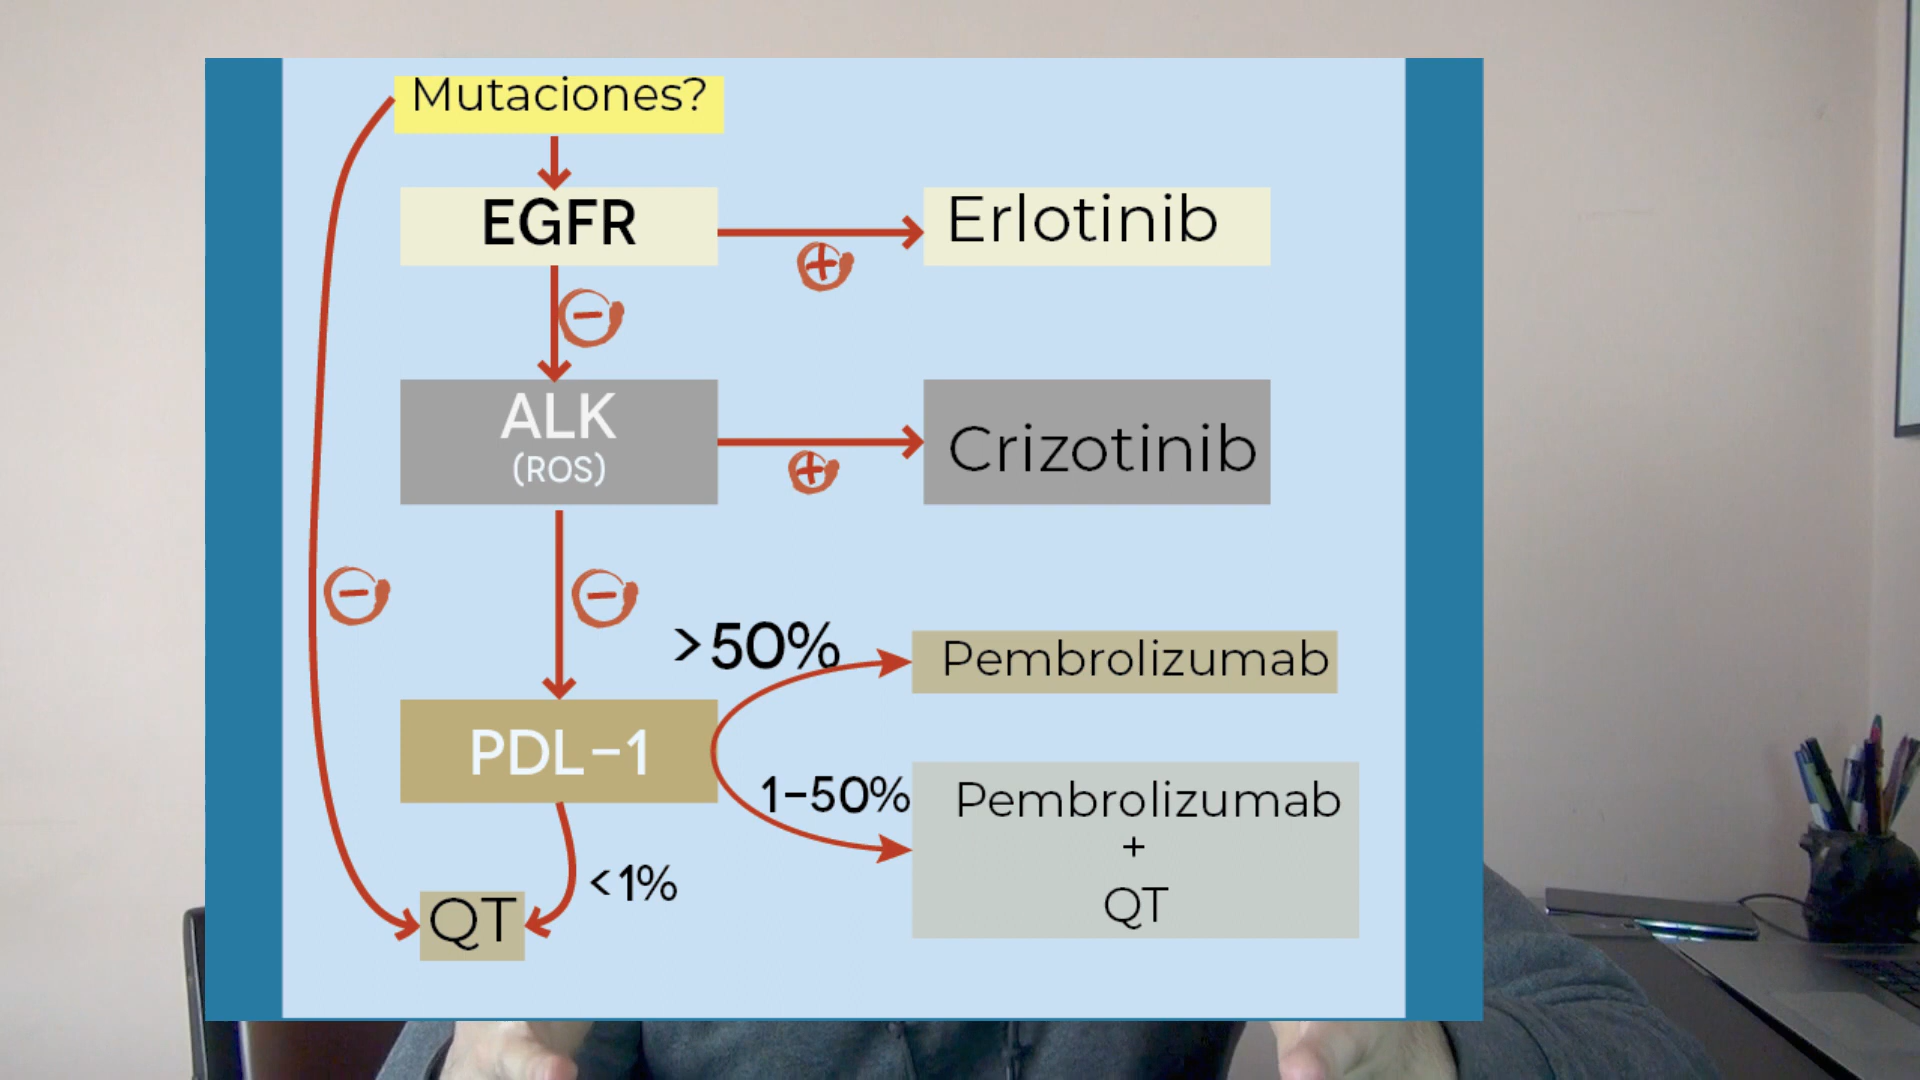 Mutaciones?
EGFR
Erlotinib
+
−
ALK
(ROS)
Crizotinib
+
−
−
>50%
Pembrolizumab
PDL-1
1-50%
Pembrolizumab
+
QT
<1%
QT